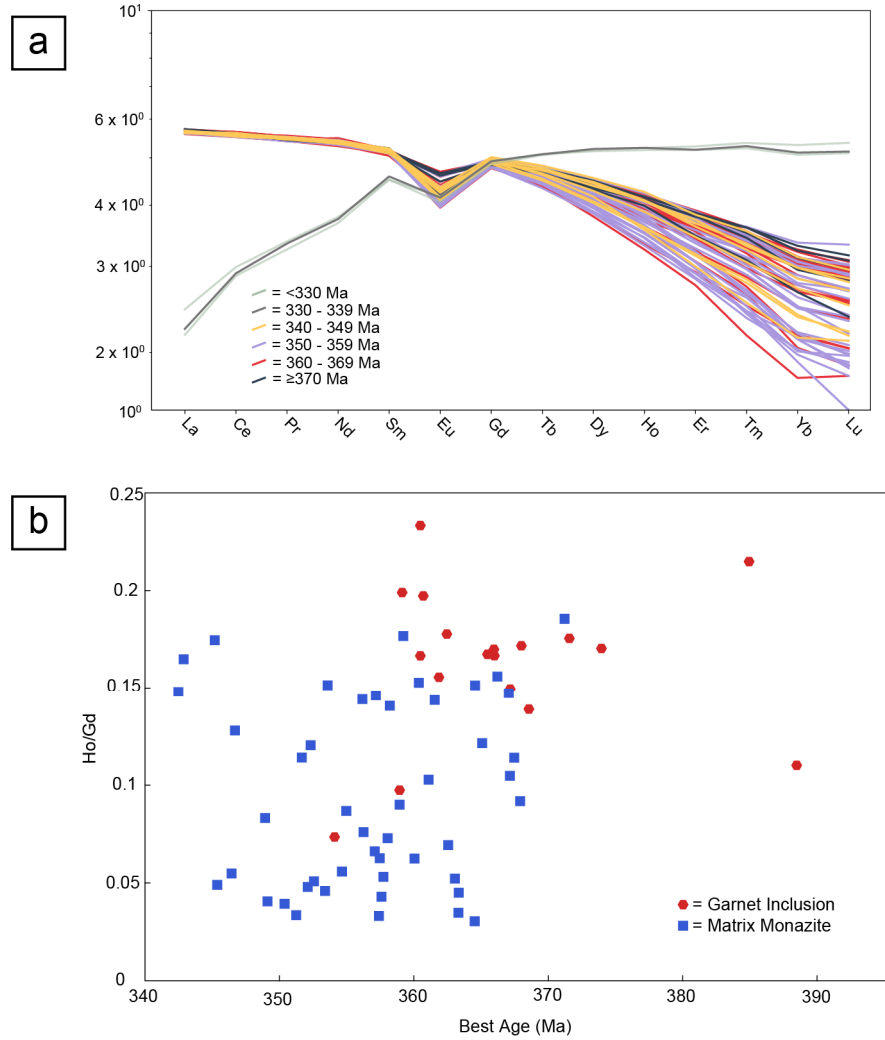 a
10¹
6 x 10⁰
4 x 10⁰
3 x 10⁰
2 x 10⁰
10⁰
= <330 Ma
= 330 - 339 Ma
= 340 - 349 Ma
= 350 - 359 Ma
= 360 - 369 Ma
= ≥370 Ma
La Ce Pr Nd Sm Eu Gd Tb Dy Ho Er Tm Yb Lu
b
0.25
0.2
0.15
0.1
0.05
0
Ho/Gd
= Garnet Inclusion
= Matrix Monazite
340 350 360 370 380 390
Best Age (Ma)